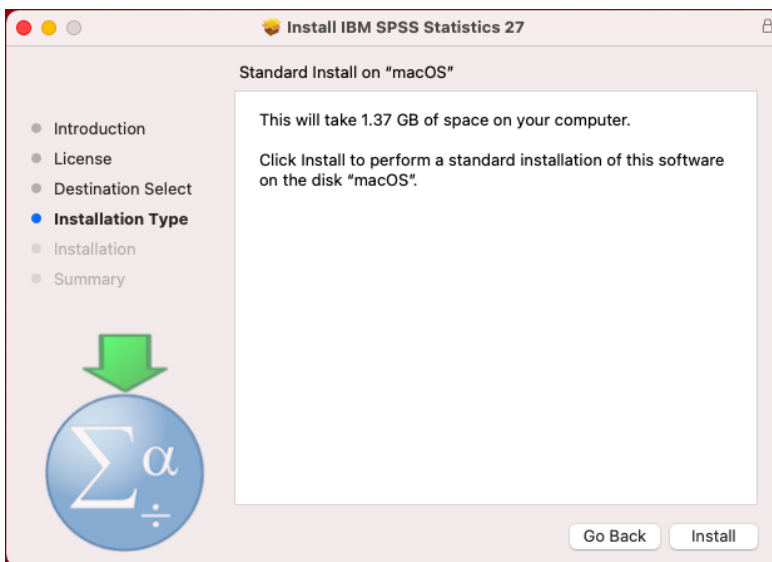 Install IBM SPSS Statistics 27
Standard Install on “macOS”
Introduction
License
Destination Select
Installation Type
Installation
Summary
This will take 1.37 GB of space on your computer.
Click Install to perform a standard installation of this software
on the disk “macOS”.
Σ α
÷
Go Back
Install